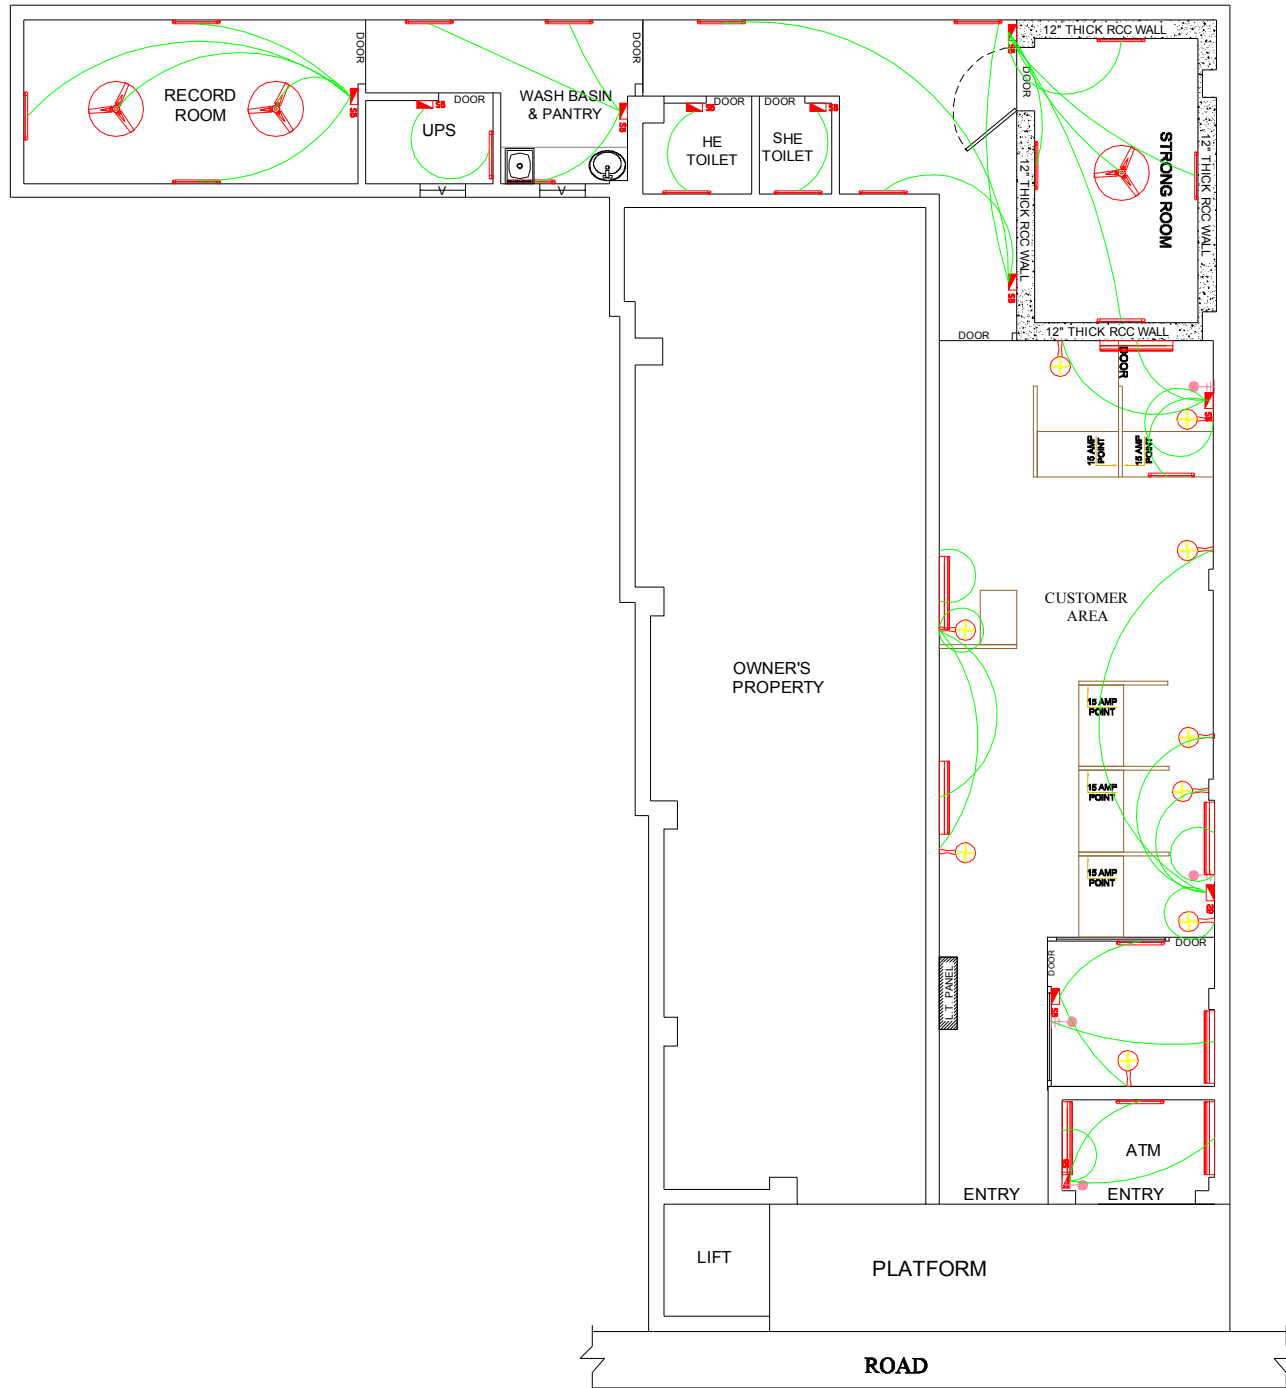 12" THICK RCC WALL
DOOR
DOOR
DOOR
RECORD
ROOM
SB
DOOR
SB
UPS
WASH BASIN
& PANTRY
SB
V
V
DOOR
SB
HE
TOILET
DOOR
SB
SHE
TOILET
SB
12" THICK RCC WALL
STRONG ROOM
12" THICK RCC WALL
SB
DOOR
12" THICK RCC WALL
DOOR
SB
15 AMP
POINT
15 AMP
POINT
CUSTOMER
AREA
OWNER'S
PROPERTY
15 AMP
POINT
15 AMP
POINT
15 AMP
POINT
SB
DOOR
DOOR
L.T. PANEL
SB
ATM
SB
ENTRY
ENTRY
LIFT
PLATFORM
ROAD